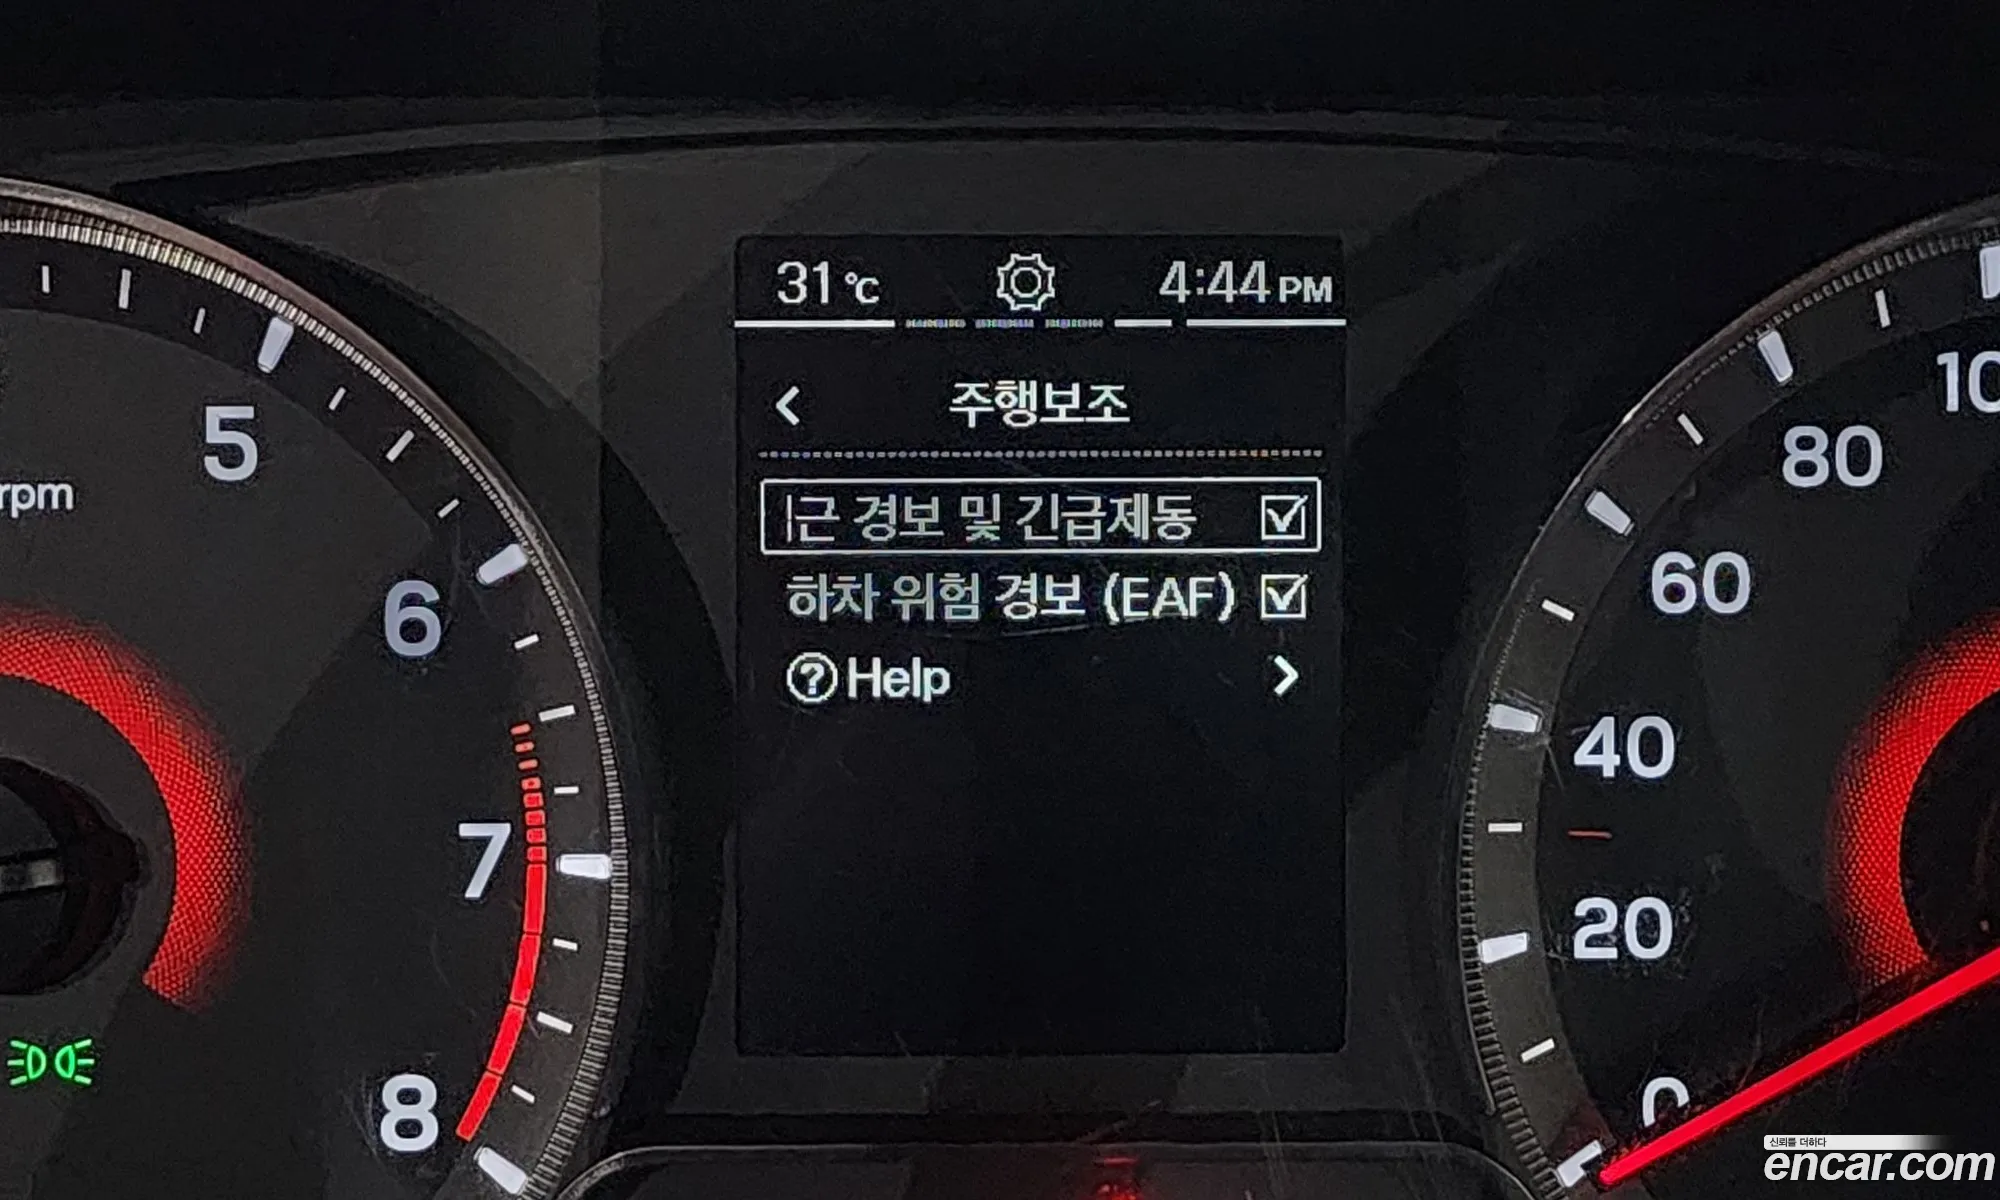 31℃
4:44 PM
주행보조
근 경보 및 긴급제동
하차 위험 경보 (EAF)
Help
rpm
5
6
7
8
10
80
60
40
20
0
신뢰를 더하다
encar.com